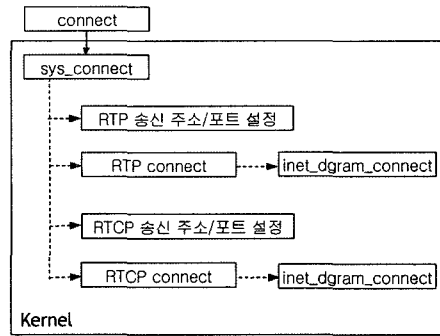 connect
sys_connect
RTP 송신 주소/포트 설정
RTP connect
inet_dgram_connect
RTCP 송신 주소/포트 설정
RTCP connect
inet_dgram_connect
Kernel